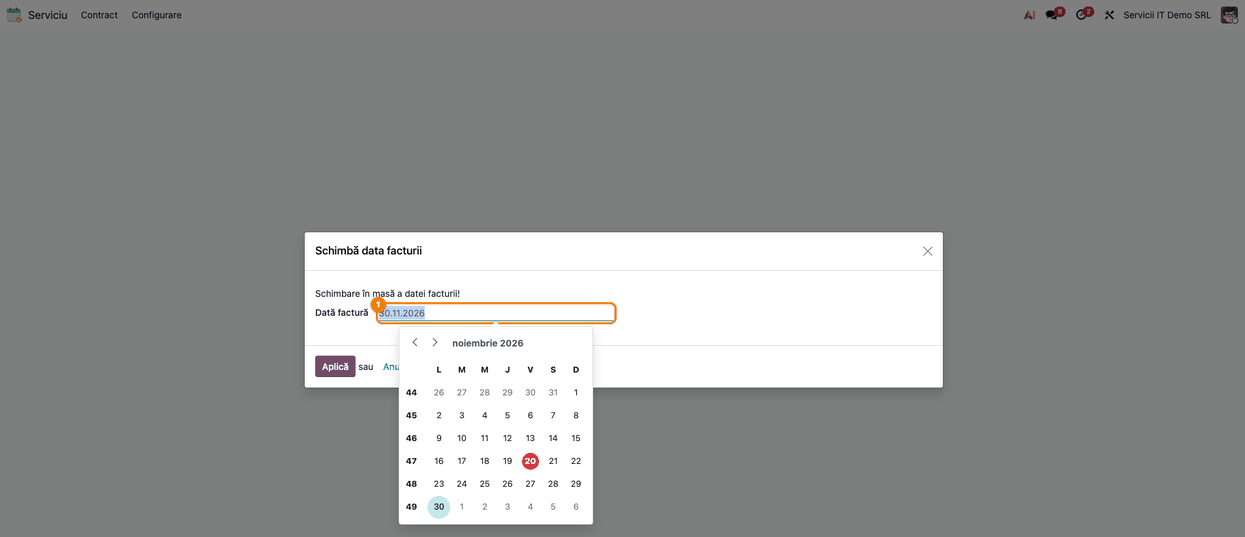 Serviciu Contract Configurare AI 8 2 Servicii IT Demo SRL
Schimbă data facturii
Schimbare în masă a datei facturii!
1
Dată factură 30.11.2026
Aplică sau Anu
noiembrie 2026
L M M J V S D
44 26 27 28 29 30 31 1
45 2 3 4 5 6 7 8
46 9 10 11 12 13 14 15
47 16 17 18 19 20 21 22
48 23 24 25 26 27 28 29
49 30 1 2 3 4 5 6